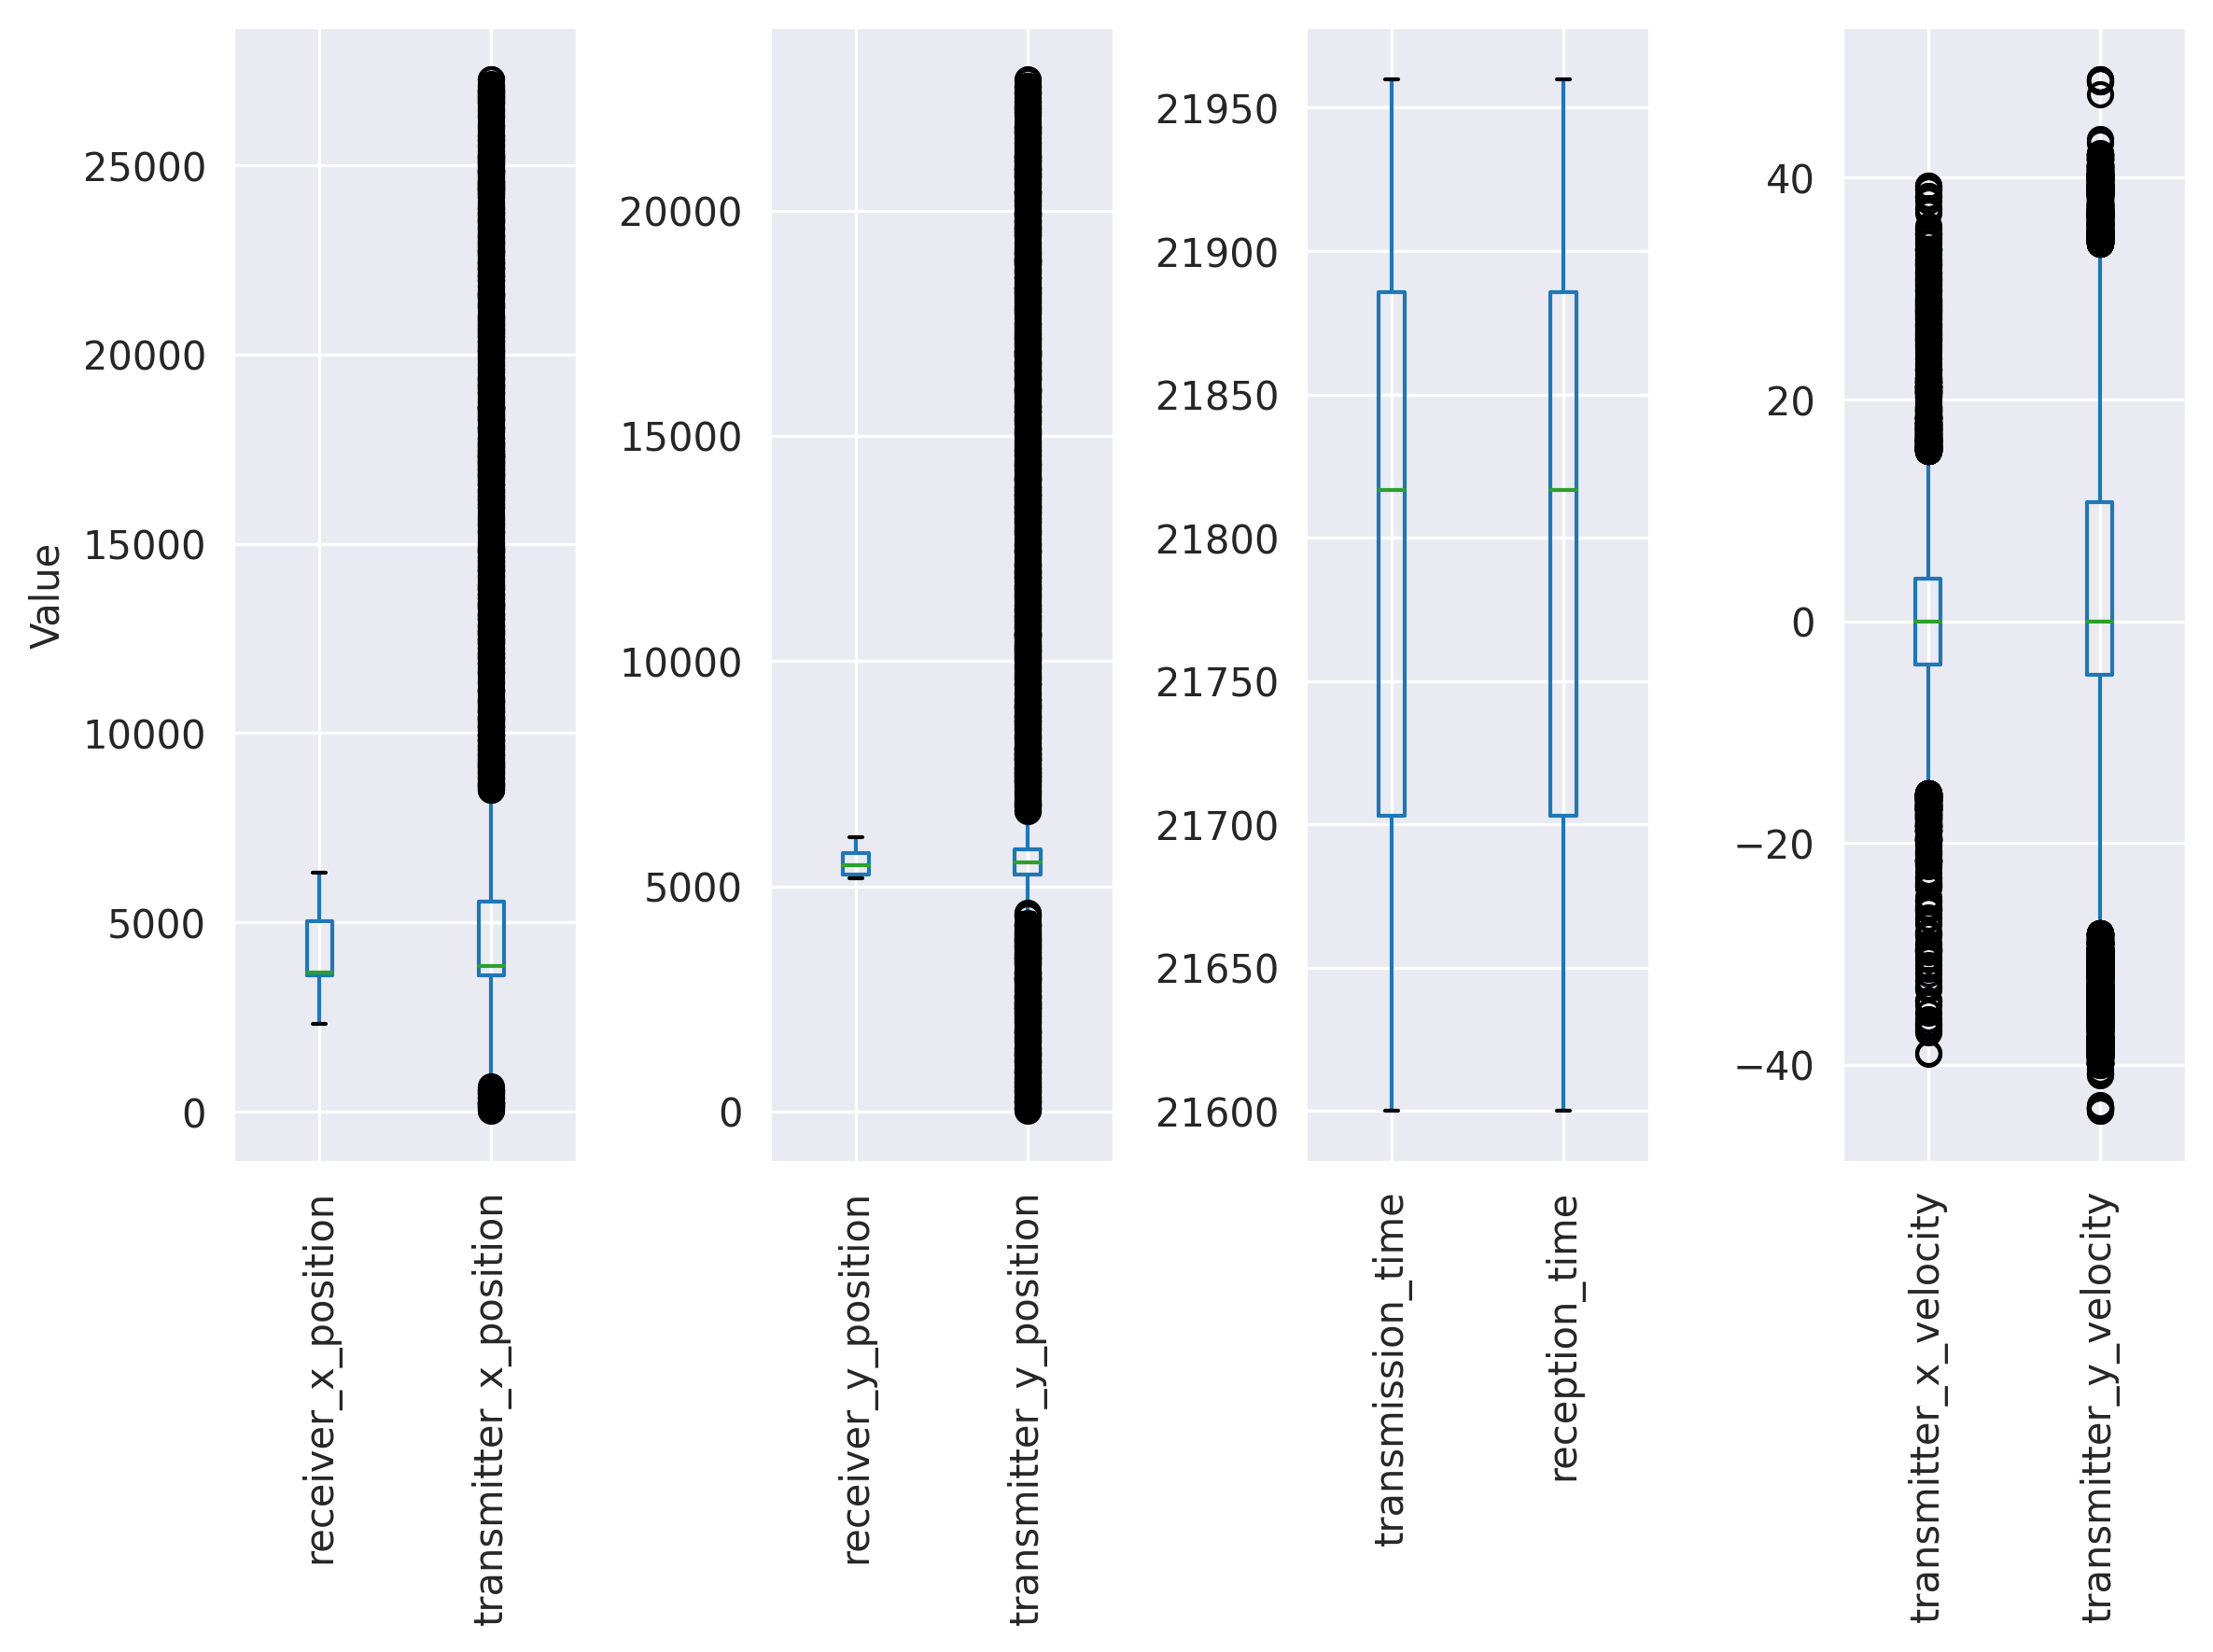 Value
25000
20000
15000
10000
5000
0
receiver_x_position
transmitter_x_position
20000
15000
10000
5000
0
receiver_y_position
transmitter_y_position
21950
21900
21850
21800
21750
21700
21650
21600
transmission_time
reception_time
40
20
0
−20
−40
transmitter_x_velocity
transmitter_y_velocity